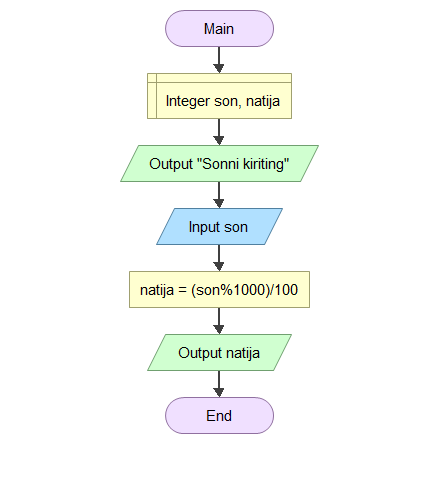 Main
Integer son, natija
Output "Sonni kiriting"
Input son
natija = (son%1000)/100
Output natija
End